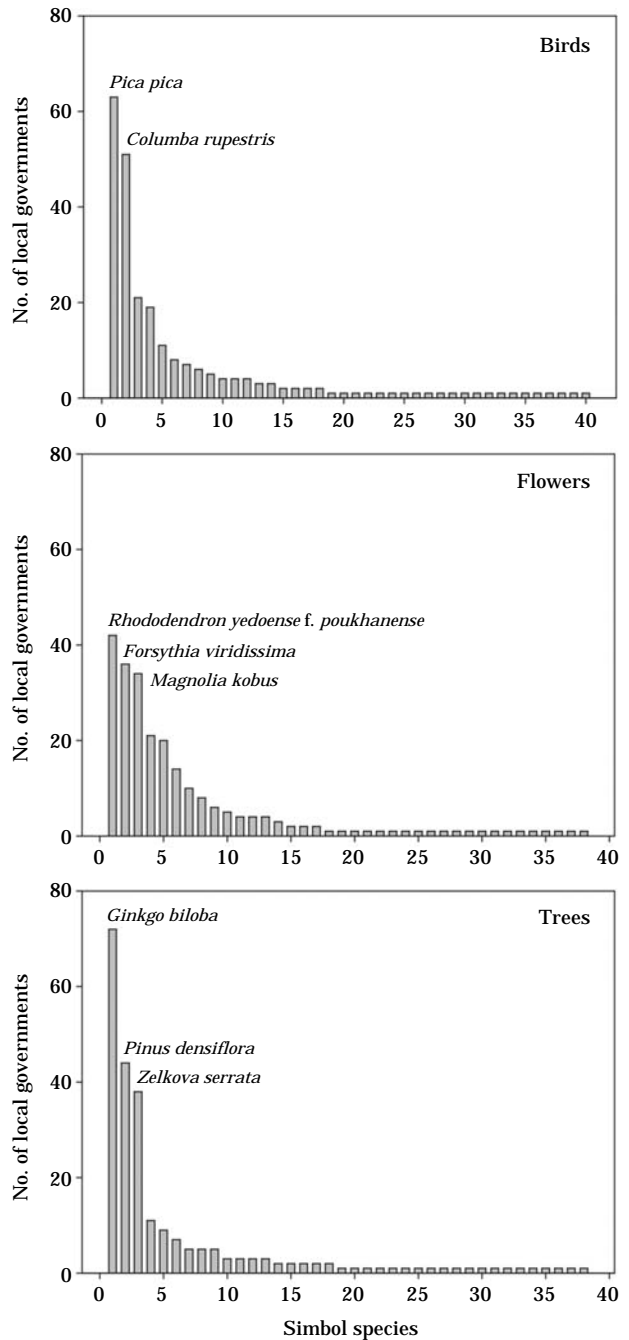 80
Birds
Pica pica
60
Columba rupestris
40
20
0
No. of local governments
0 5 10 15 20 25 30 35 40
80
Flowers
60
Rhododendron yedoense f. poukhanense
Forsythia viridissima
40
Magnolia kobus
20
0
No. of local governments
0 5 10 15 20 25 30 35 40
80
Ginkgo biloba
Trees
60
Pinus densiflora
Zelkova serrata
40
20
0
No. of local governments
0 5 10 15 20 25 30 35 40
Simbol species